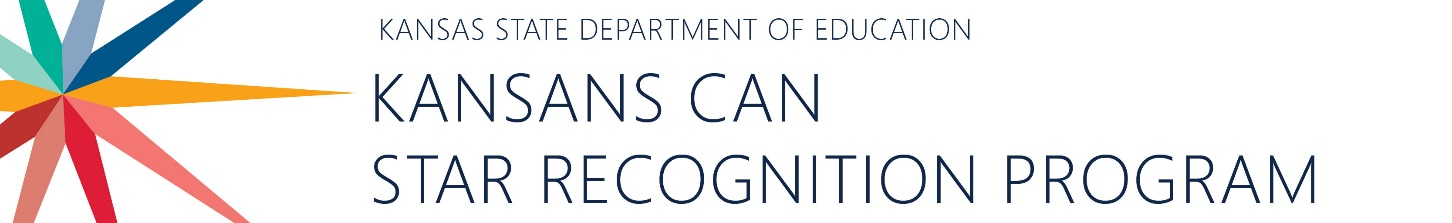 KANSAS STATE DEPARTMENT OF EDUCATION
KANSANS CAN
STAR RECOGNITION PROGRAM